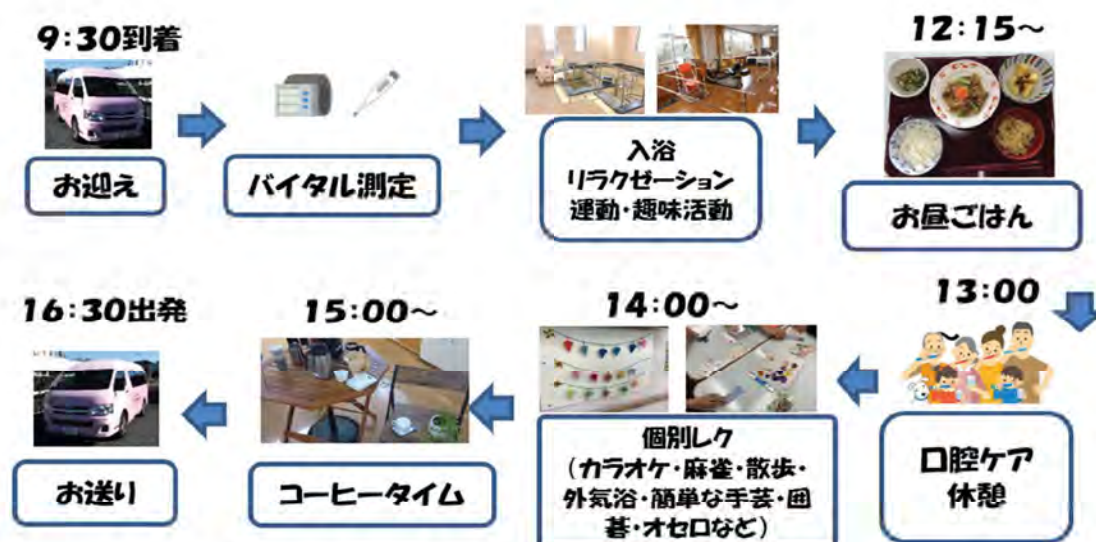 9:30到着
お迎え
バイタル測定
入浴
リラクゼーション
運動・趣味活動
12:15～
お昼ごはん
13:00
口腔ケア
休憩
14:00～
個別レク
（カラオケ・麻雀・散歩・
外気浴・簡単な手芸・囲
碁・オセロなど）
15:00～
コーヒータイム
16:30出発
お送り